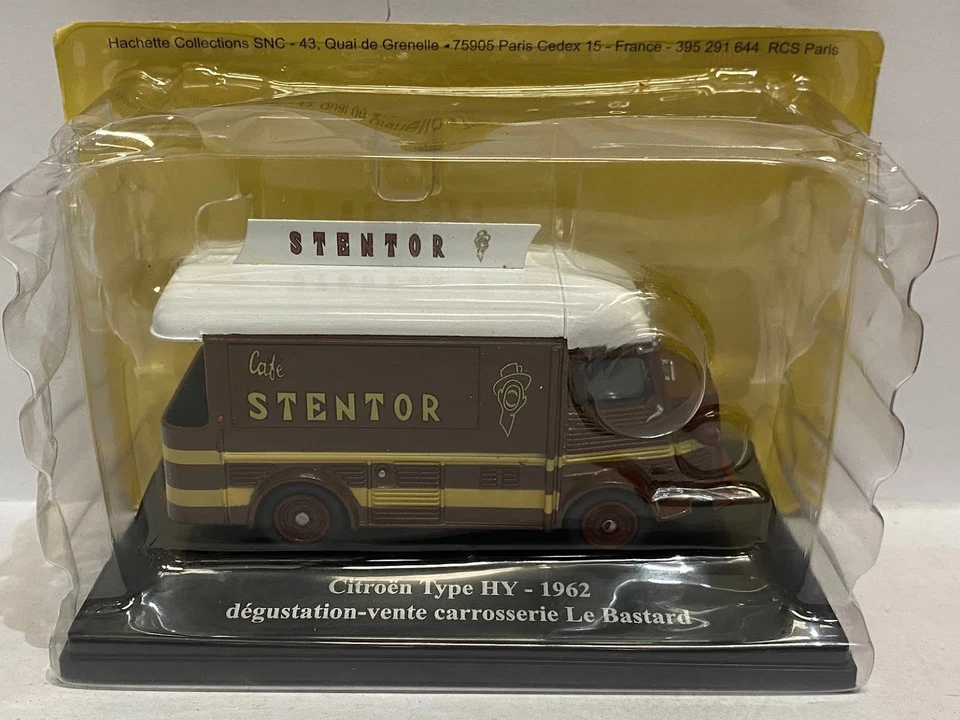 Hachette Collections SNC - 43, Quai de Grenelle - 75905 Paris Cedex 15 - France - 395 291 644 RCS Paris
STENTOR
Café
STENTOR
Citroën Type HY - 1962
dégustation-vente carrosserie Le Bastard